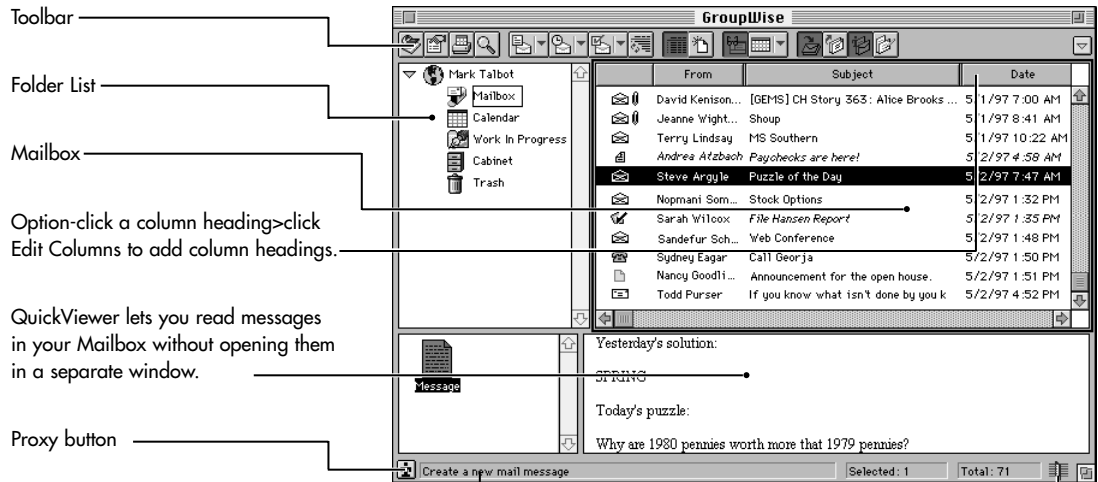 Toolbar
Folder List
Mailbox
Option-click a column heading>click
Edit Columns to add column headings.
QuickViewer lets you read messages
in your Mailbox without opening them
in a separate window.
Proxy button
GroupWise
Mark Talbot
Mailbox
Calendar
Work In Progress
Cabinet
Trash
From Subject Date
David Kenison... [GEMS] CH Story 363: Alice Brooks ... 5/1/97 7:00 AM
Jeanne Wight... Shoup 5/1/97 8:41 AM
Terry Lindsay MS Southern 5/1/97 10:22 AM
Andrea Atzbach Paychecks are here! 5/2/97 4:58 AM
Steve Argyle Puzzle of the Day 5/2/97 7:47 AM
Nopmani Som... Stock Options 5/2/97 1:32 PM
Sarah Wilcox File Hansen Report 5/2/97 1:35 PM
Sandefur Sch... Web Conference 5/2/97 1:48 PM
Sydney Eagar Call Georja 5/2/97 1:50 PM
Nancy Goodli... Announcement for the open house. 5/2/97 1:51 PM
Todd Purser If you know what isn't done by you k 5/2/97 4:52 PM
Message
Yesterday's solution:
SPRING
Today's puzzle:
Why are 1980 pennies worth more that 1979 pennies?
Create a new mail message Selected: 1 Total: 71